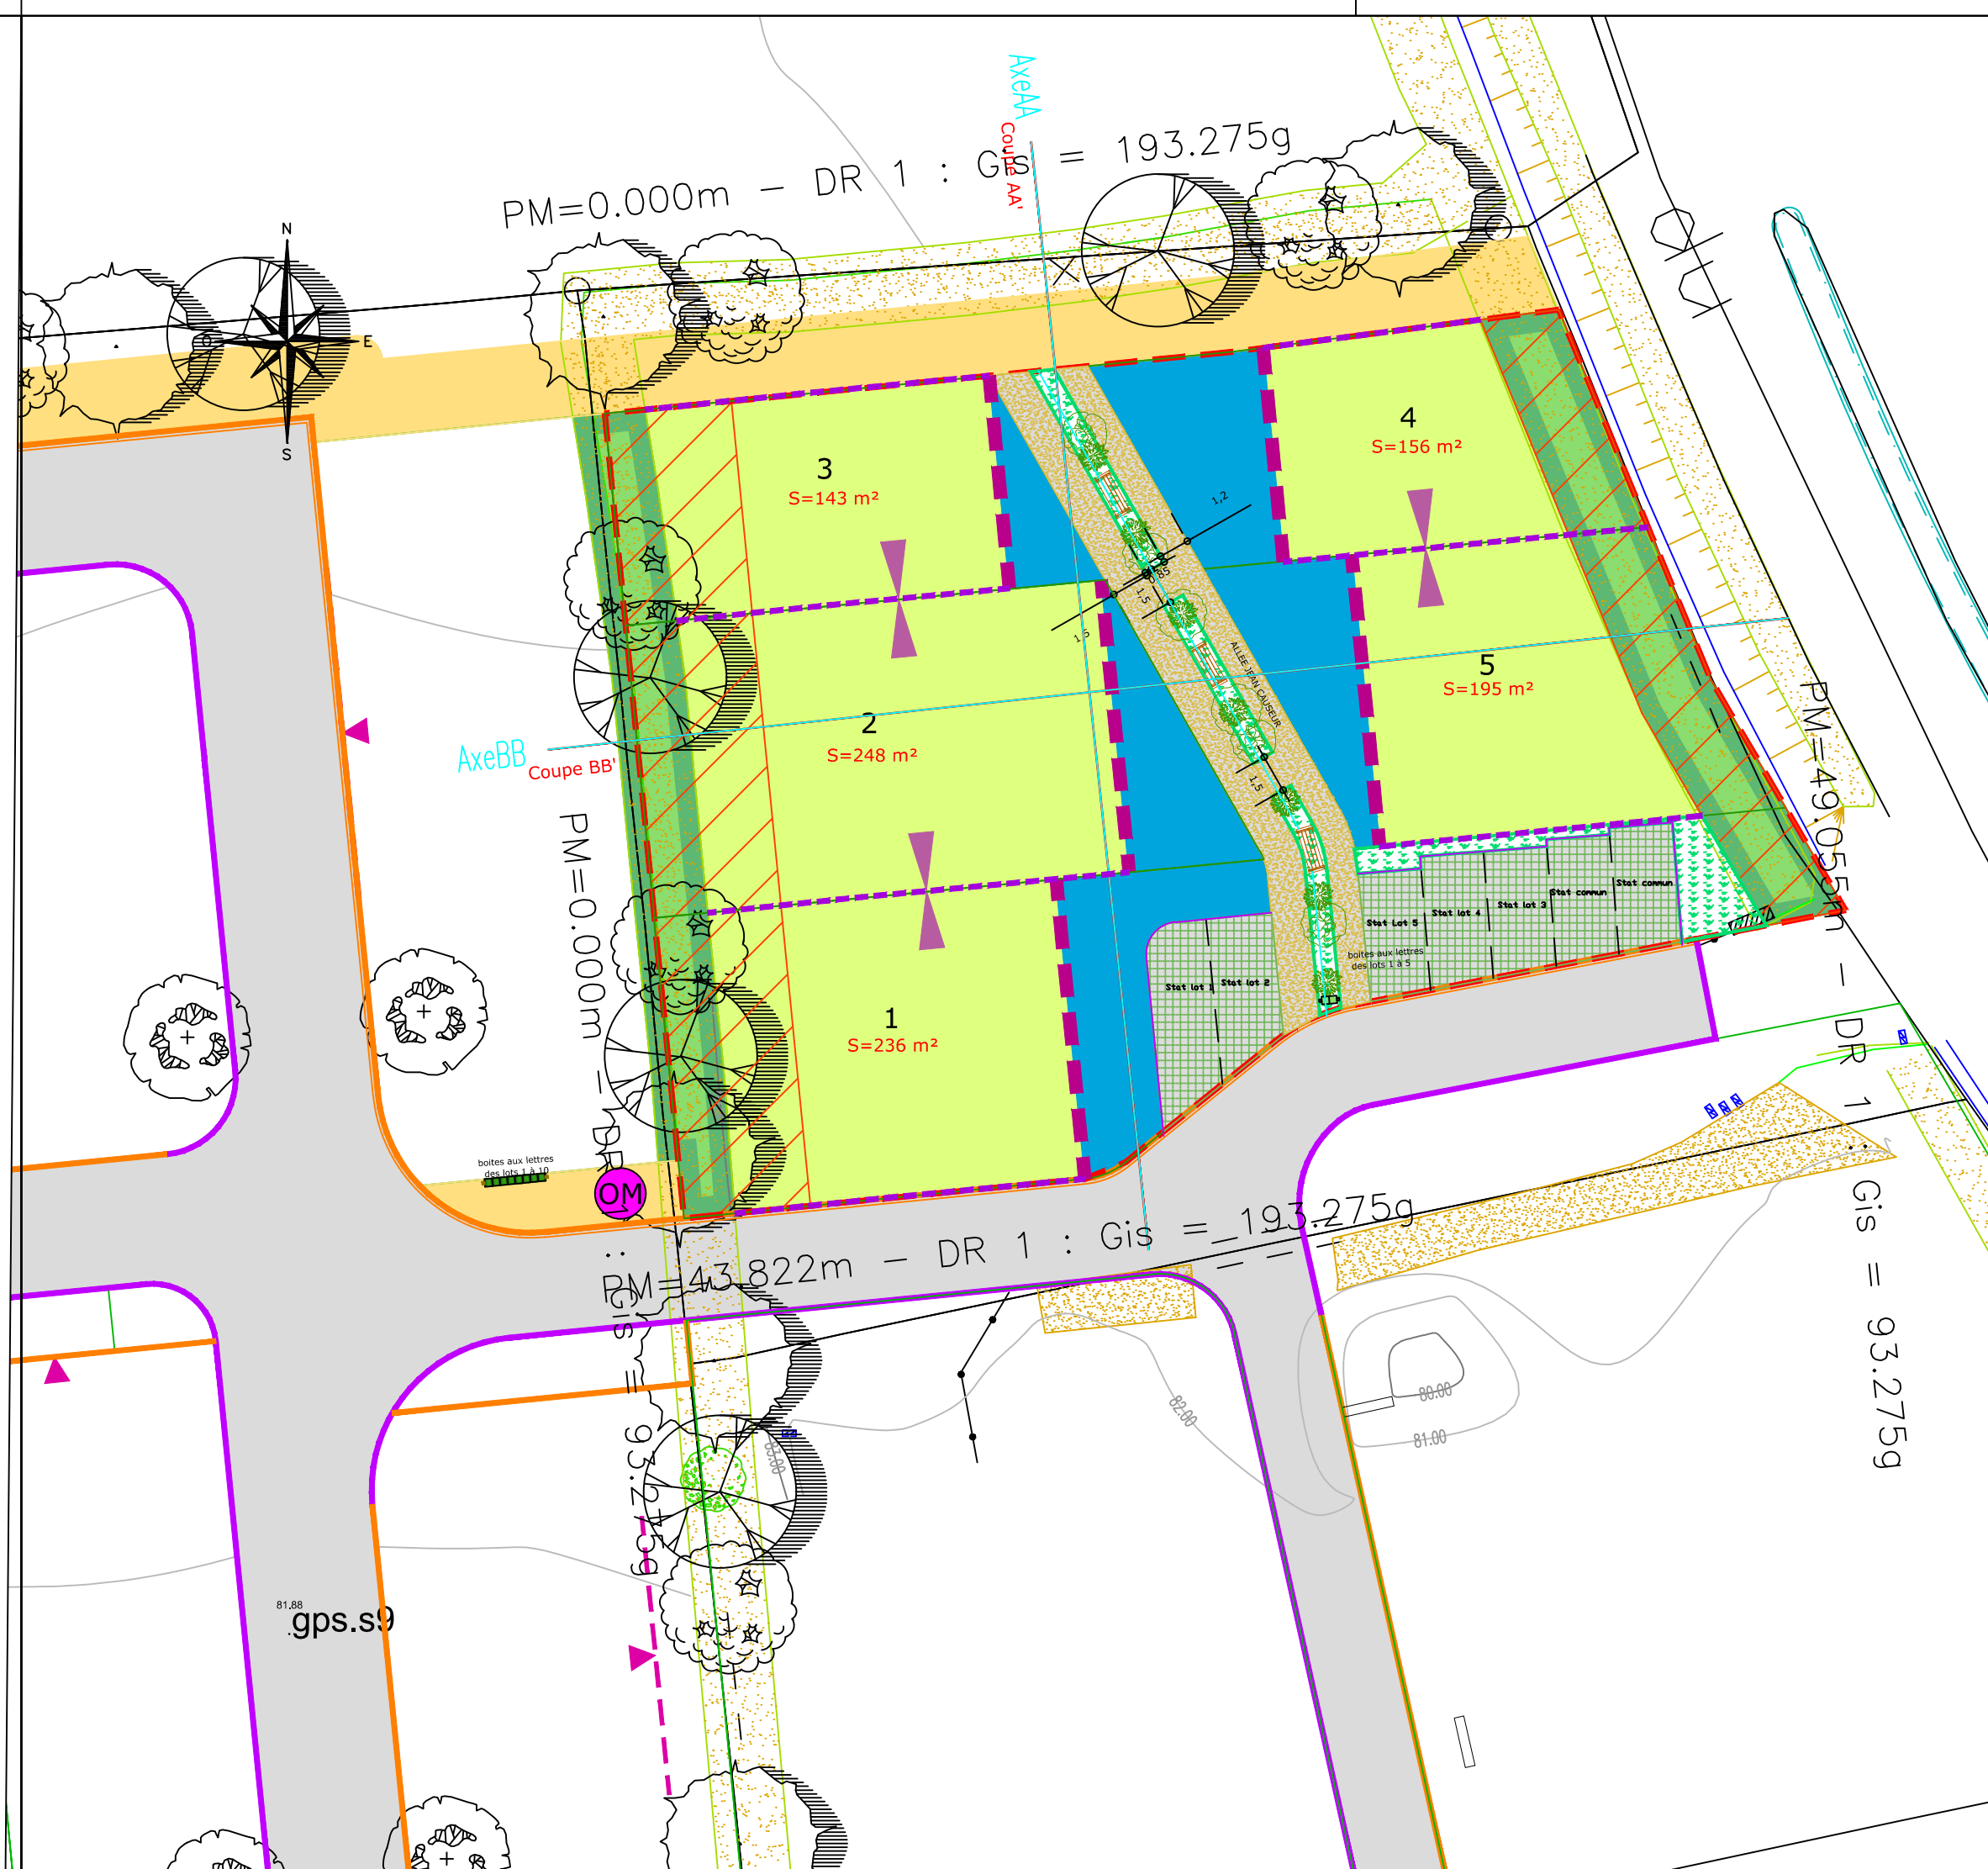 AxeAA
Coupe AA'
PM=0.000m - DR 1 : Gis = 193.275g
N
O
E
S
3
S=143 m²
4
S=156 m²
1,2
1,5
ALLEE JEAN CAUSEUR
2
S=248 m²
5
S=195 m²
AxeBB
Coupe BB'
1,5
PM=0.000m - DR 1 : Gis = 93.275g
PM=49.055m - DR 1 : Gis = 93.275g
1
S=236 m²
Stat lot 1
Stat lot 2
Stat Lot 5
Stat lot 4
Stat lot 3
Stat commun
Stat commun
boites aux lettres
des lots 1 à 5
boites aux lettres
des lots 1 à 10
OM
PM=43.822m - DR 1 : Gis = 193.275g
80.00
81.00
82.00
83.00
81.88
.gps.s9